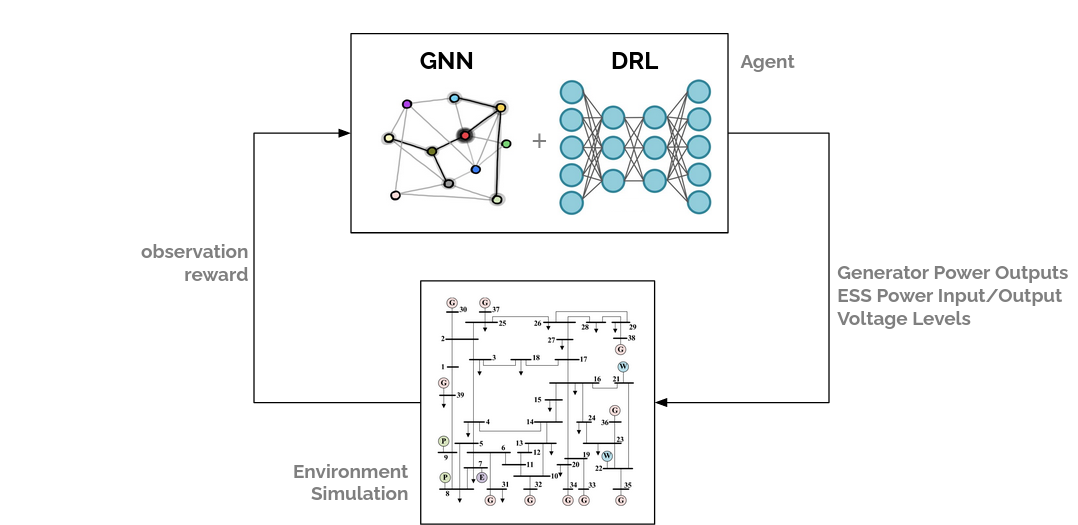 GNN
DRL
Agent
+
observation
reward
Generator Power Outputs
ESS Power Input/Output
Voltage Levels
Environment
Simulation
G
30
G
37
25
26
28
29
2
27
38
G
3
18
17
1
W
G
16
21
39
15
G
4
14
24
36
P
5
13
23
9
6
12
19
W
7
11
20
22
P
E
10
8
31
32
34
33
35
G
G
G
G
G